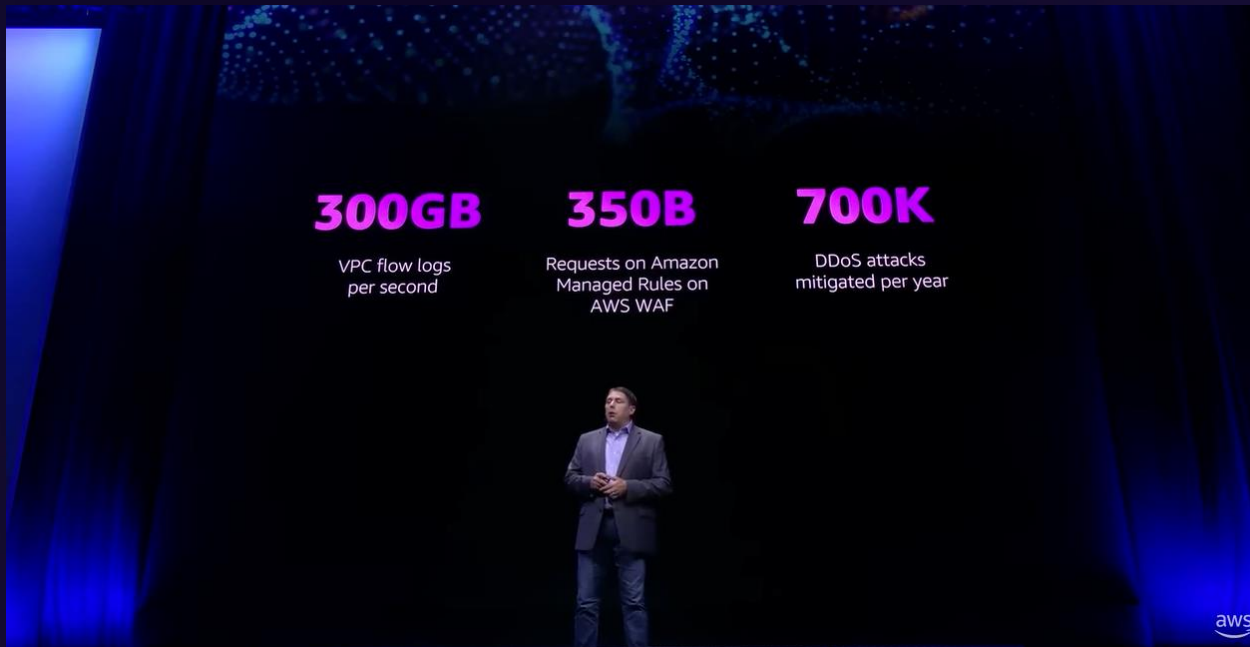 300GB
VPC flow logs
per second
350B
Requests on Amazon
Managed Rules on
AWS WAF
700K
DDoS attacks
mitigated per year
aws